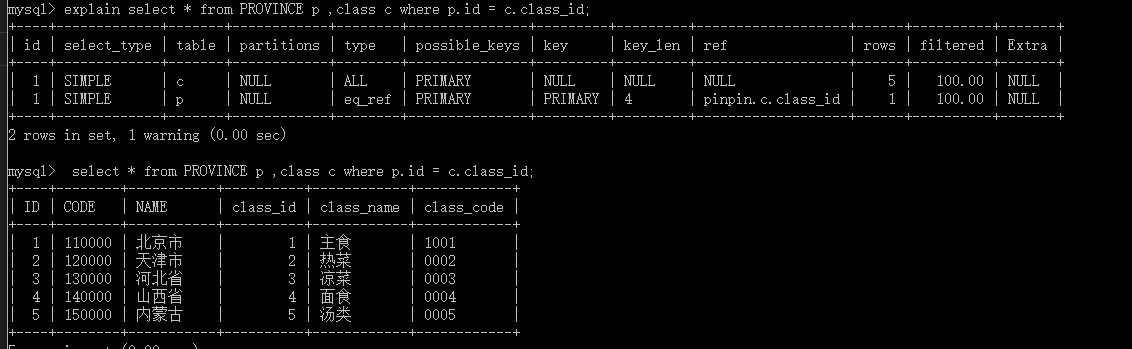 mysql> explain select * from PROVINCE p ,class c where p.id = c.class_id;
+----+-------------+-------+------------+--------+---------------+---------+---------+-------------------+------+----------+-------+
| id | select_type | table | partitions | type | possible_keys | key | key_len | ref | rows | filtered | Extra |
+----+-------------+-------+------------+--------+---------------+---------+---------+-------------------+------+----------+-------+
| 1 | SIMPLE | c | NULL | ALL | PRIMARY | NULL | NULL | NULL | 5 | 100.00 | NULL |
| 1 | SIMPLE | p | NULL | eq_ref | PRIMARY | PRIMARY | 4 | pinpin.c.class_id | 1 | 100.00 | NULL |
+----+-------------+-------+------------+--------+---------------+---------+---------+-------------------+------+----------+-------+
2 rows in set, 1 warning (0.00 sec)
mysql>  select * from PROVINCE p ,class c where p.id = c.class_id;
+----+--------+--------+----------+------------+------------+
| ID | CODE | NAME | class_id | class_name | class_code |
+----+--------+--------+----------+------------+------------+
| 1 | 110000 | 北京市 | 1 | 主食 | 1001 |
| 2 | 120000 | 天津市 | 2 | 热菜 | 0002 |
| 3 | 130000 | 河北省 | 3 | 凉菜 | 0003 |
| 4 | 140000 | 山西省 | 4 | 面食 | 0004 |
| 5 | 150000 | 内蒙古 | 5 | 汤类 | 0005 |
+----+--------+--------+----------+------------+------------+